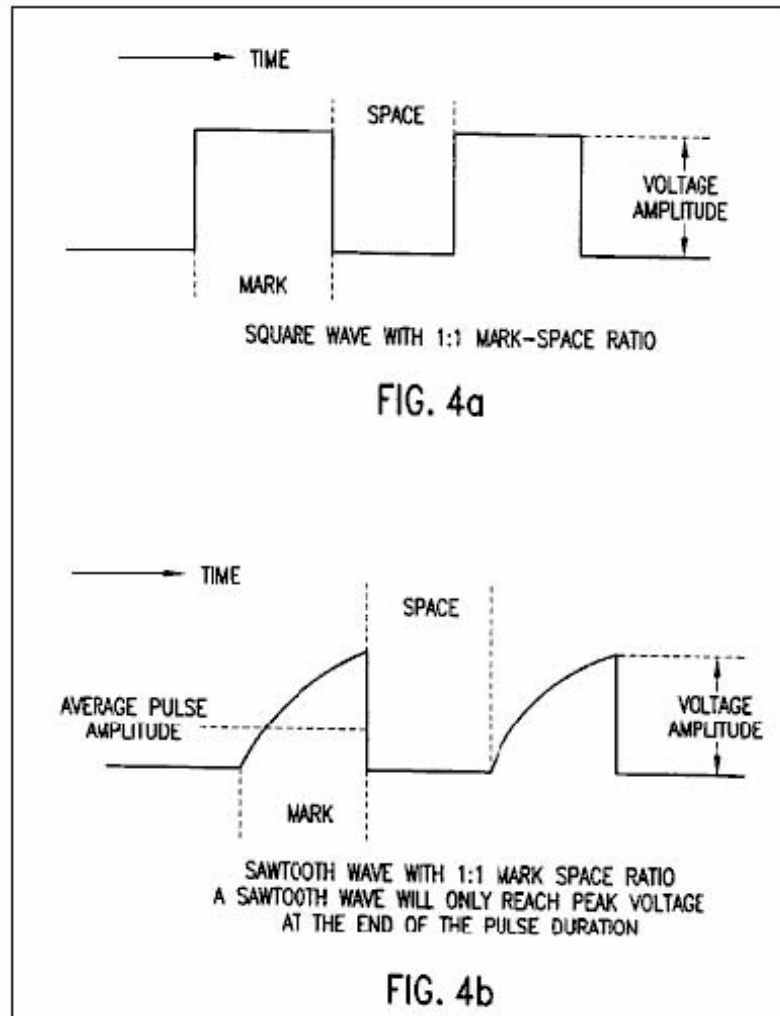 TIME
SPACE
VOLTAGE
AMPLITUDE
MARK
SQUARE WAVE WITH 1:1 MARK-SPACE RATIO
FIG. 4a
TIME
SPACE
AVERAGE PULSE
AMPLITUDE
VOLTAGE
AMPLITUDE
MARK
SAWTOOTH WAVE WITH 1:1 MARK SPACE RATIO
A SAWTOOTH WAVE WILL ONLY REACH PEAK VOLTAGE
AT THE END OF THE PULSE DURATION
FIG. 4b